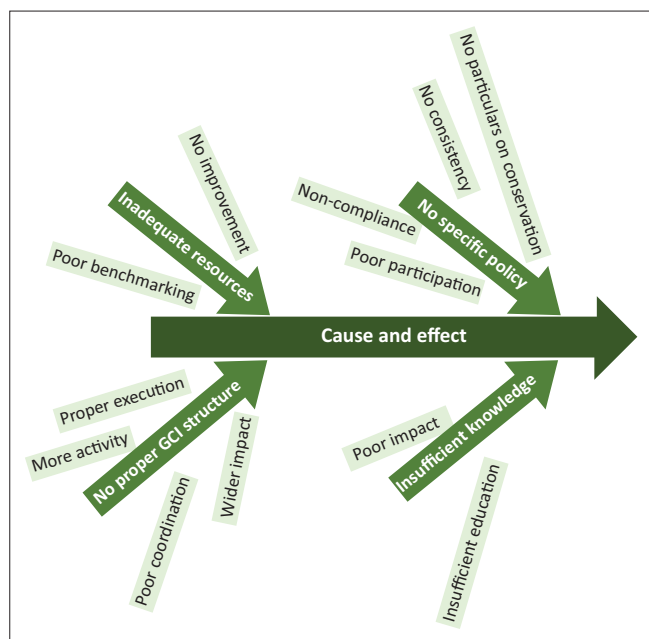 No improvement
Inadequate resources
Poor benchmarking
No particulars on conservation
No consistency
Non-compliance
No specific policy
Poor participation
Cause and effect
Proper execution
More activity
No proper GCI structure
Wider impact
Poor coordination
Poor impact
Insufficient knowledge
Insufficient education